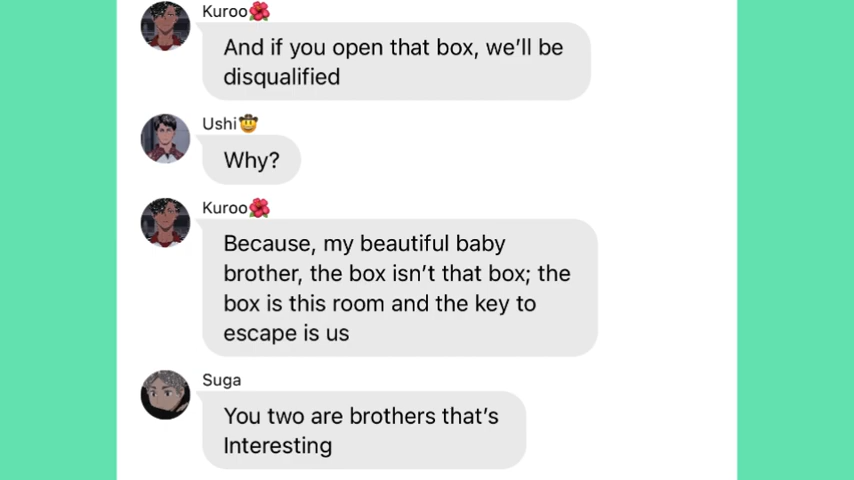 Kuroo🌺
And if you open that box, we’ll be
disqualified
Ushi🤠
Why?
Kuroo🌺
Because, my beautiful baby
brother, the box isn’t that box; the
box is this room and the key to
escape is us
Suga
You two are brothers that’s
Interesting